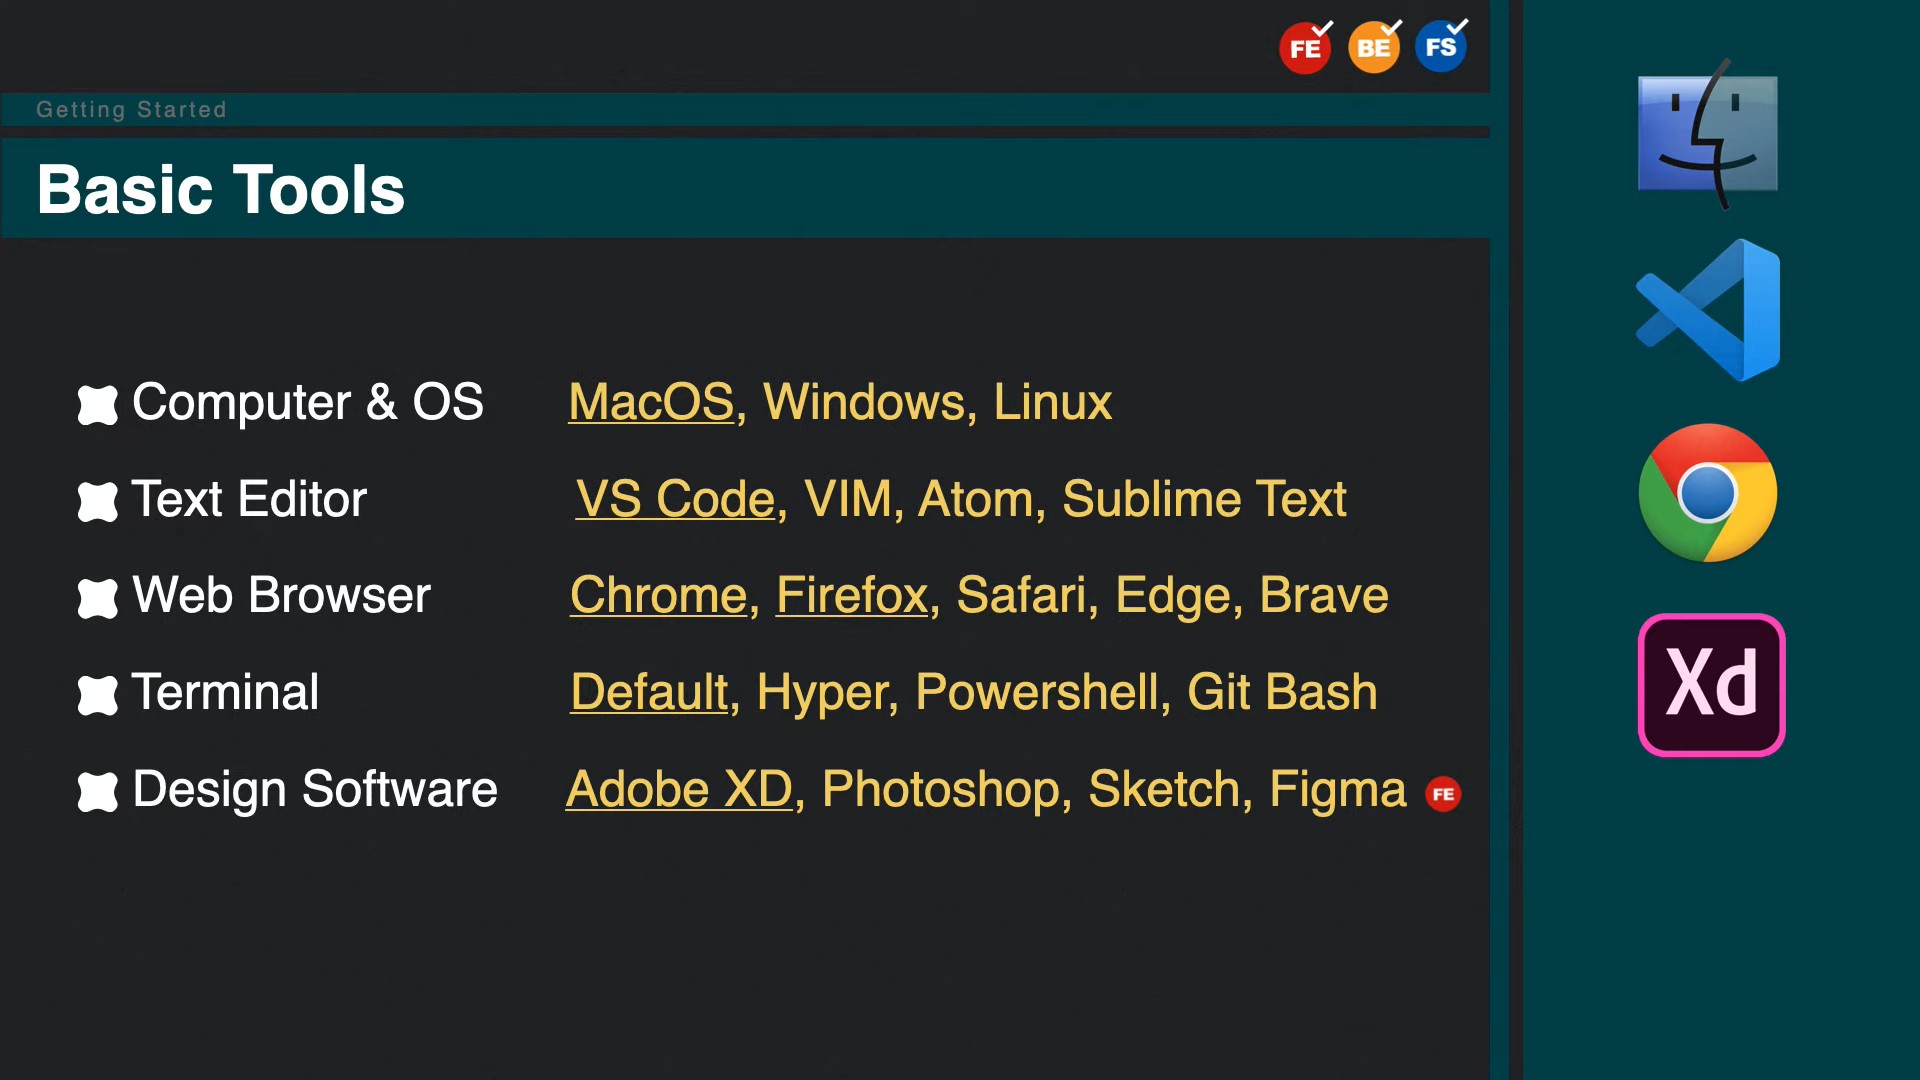 FE BE FS
Getting Started
Basic Tools
Computer & OS MacOS, Windows, Linux
Text Editor VS Code, VIM, Atom, Sublime Text
Web Browser Chrome, Firefox, Safari, Edge, Brave
Terminal Default, Hyper, Powershell, Git Bash
Design Software Adobe XD, Photoshop, Sketch, Figma FE
Xd